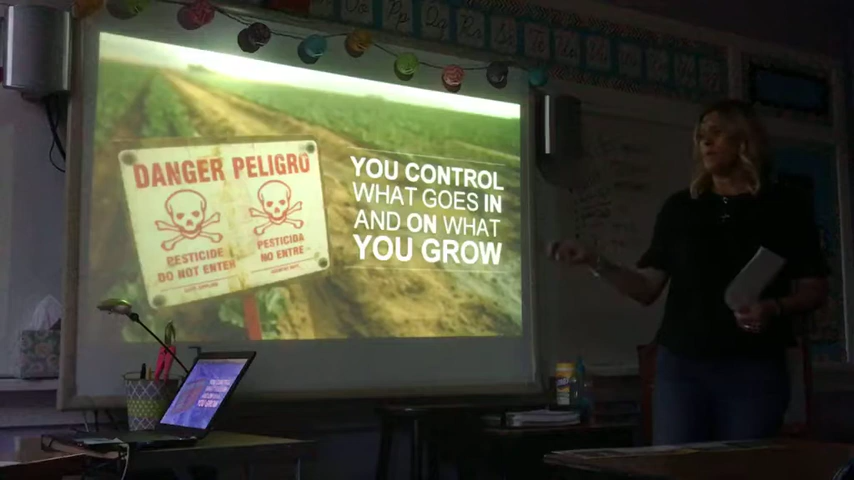 DANGER PELIGRO
PESTICIDE
DO NOT ENTER
PESTICIDA
NO ENTRE
YOU CONTROL
WHAT GOES IN
AND ON WHAT
YOU GROW